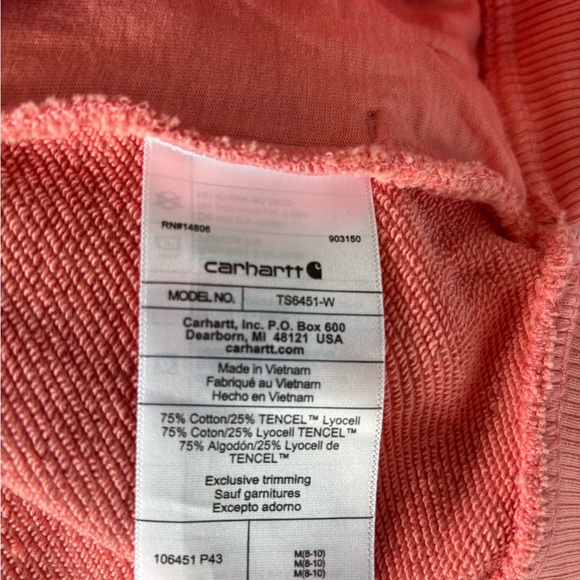 RN#14806
903150
carhartt
MODEL NO. TS6451-W
Carhartt, Inc. P.O. Box 600
Dearborn, MI 48121 USA
carhartt.com
Made in Vietnam
Fabriqué au Vietnam
Hecho en Vietnam
75% Cotton/25% TENCEL™ Lyocell
75% Coton/25% Lyocell TENCEL™
75% Algodón/25% Lyocell de
TENCEL™
Exclusive trimming
Sauf garnitures
Excepto adorno
106451 P43
M(8-10)
M(8-10)
M(8-10)